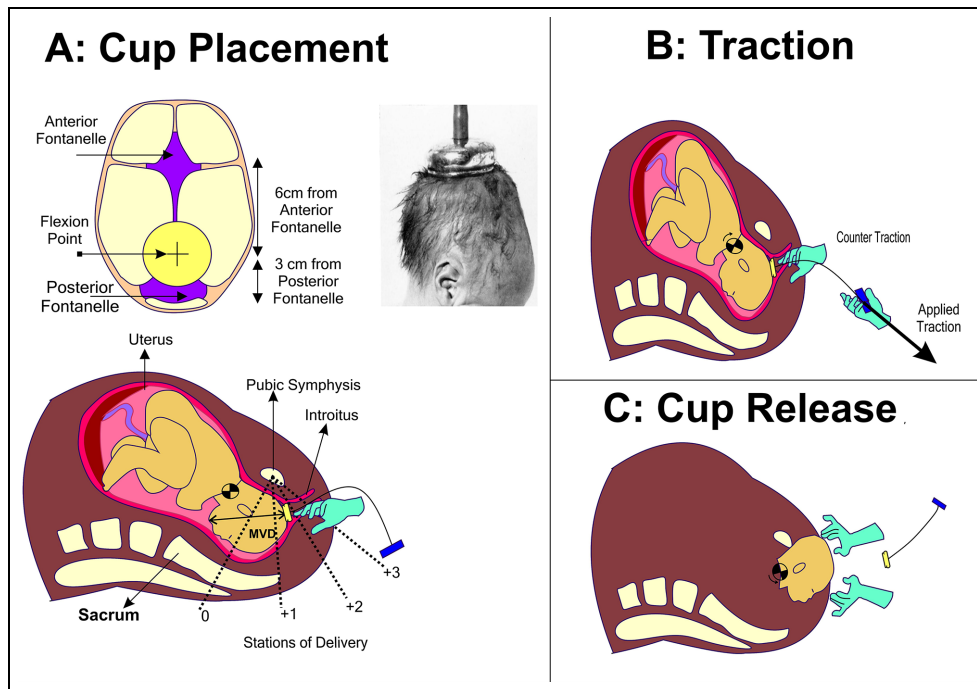 A: Cup Placement
Anterior
Fontanelle
Flexion
Point
Posterior
Fontanelle
6cm from
Anterior
Fontanelle
3 cm from
Posterior
Fontanelle
Uterus
Pubic Symphysis
Introitus
MVD
Sacrum
0
+1
+2
+3
Stations of Delivery
B: Traction
Counter Traction
Applied
Traction
C: Cup Release